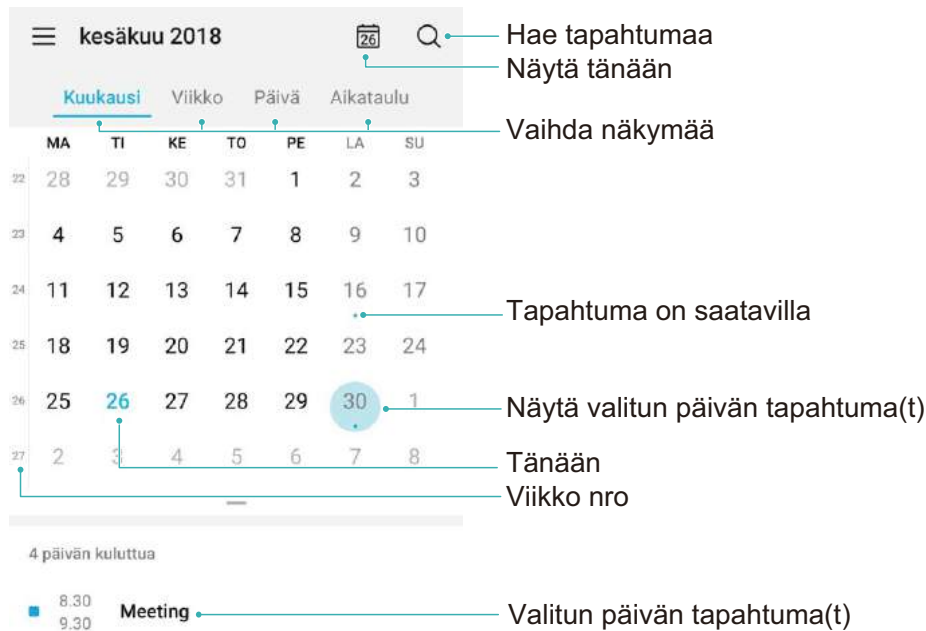 kesäkuu 2018 26 Hae tapahtumaa
Näytä tänään
Kuukausi Viikko Päivä Aikataulu
Vaihda näkymää
MA TI KE TO PE LA SU
22 28 29 30 31 1 2 3
23 4 5 6 7 8 9 10
24 11 12 13 14 15 16 17
Tapahtuma on saatavilla
25 18 19 20 21 22 23 24
26 25 26 27 28 29 30 1 Näytä valitun päivän tapahtuma(t)
27 2 3 4 5 6 7 8 Tänään
Viikko nro
4 päivän kuluttua
8.30
9.30 Meeting Valitun päivän tapahtuma(t)